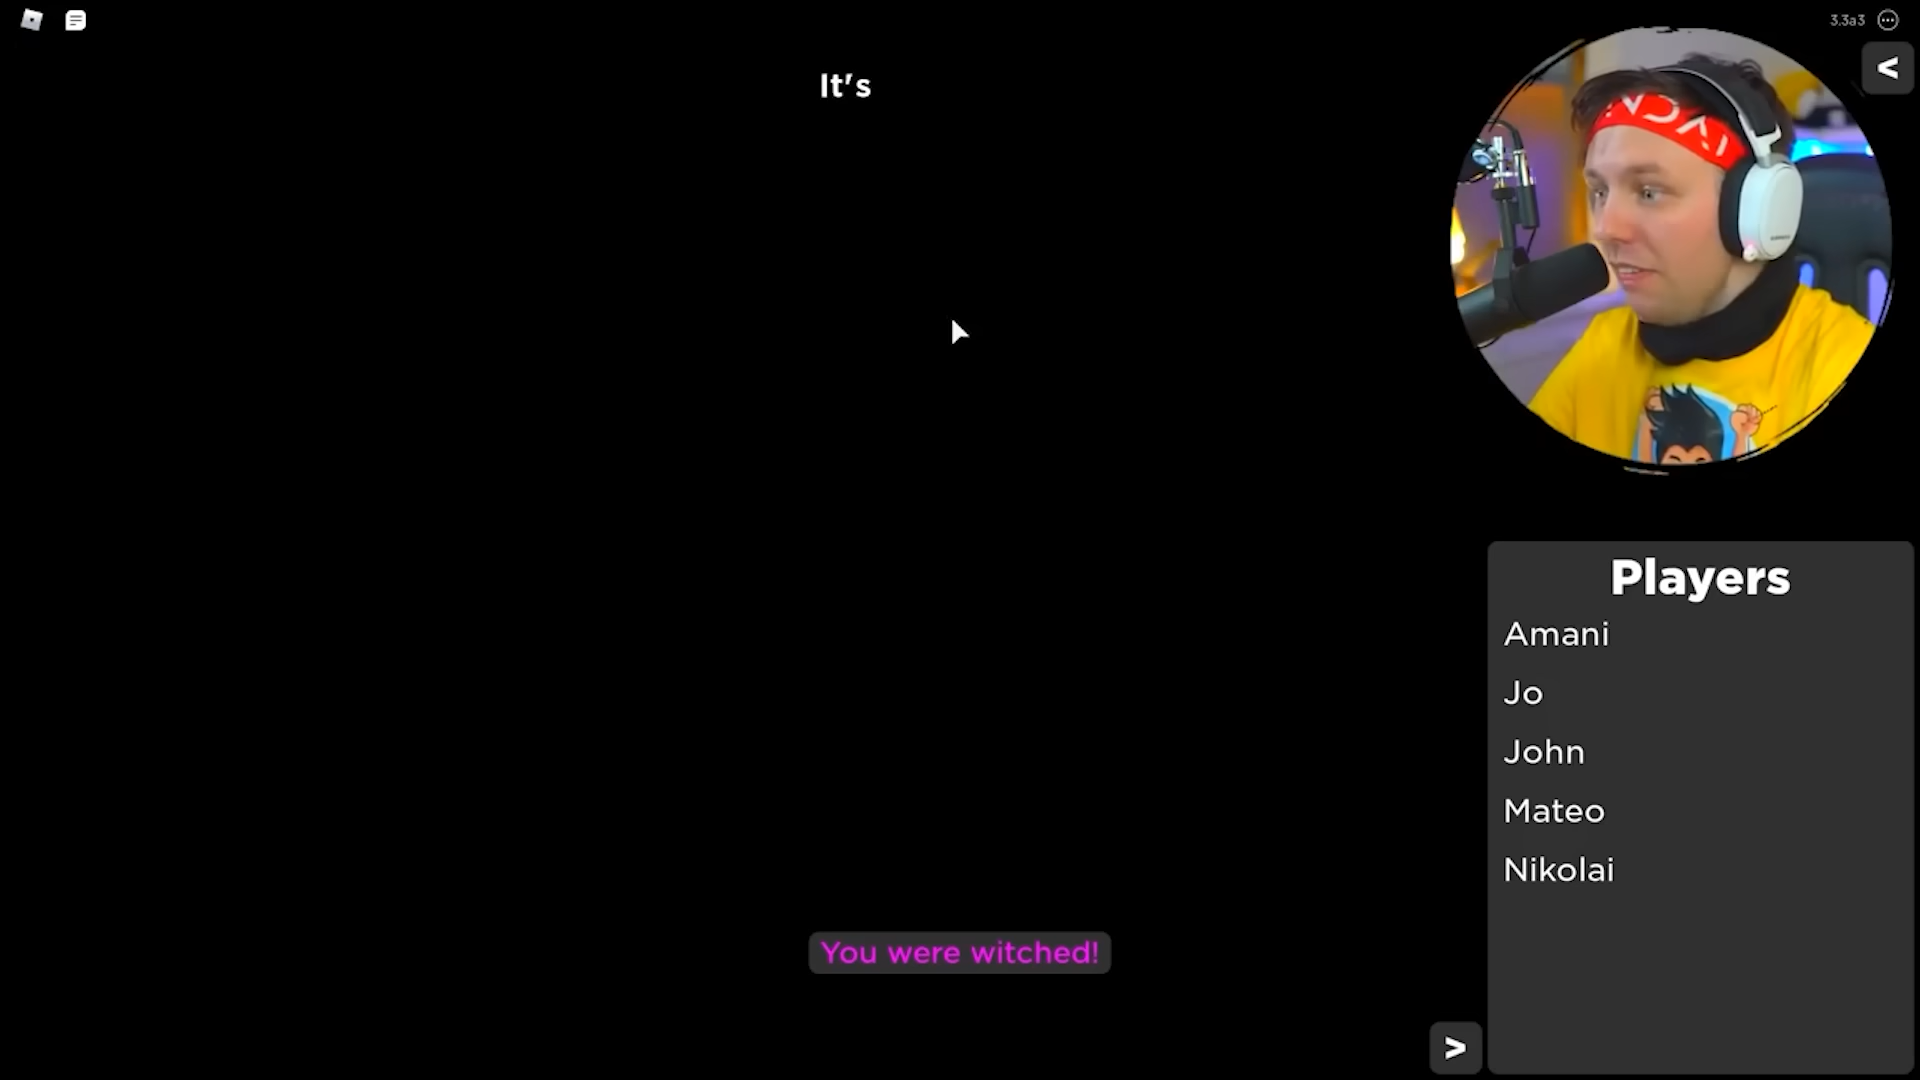 3.3a3
<
It's
Players
Amani
Jo
John
Mateo
Nikolai
You were witched!
>